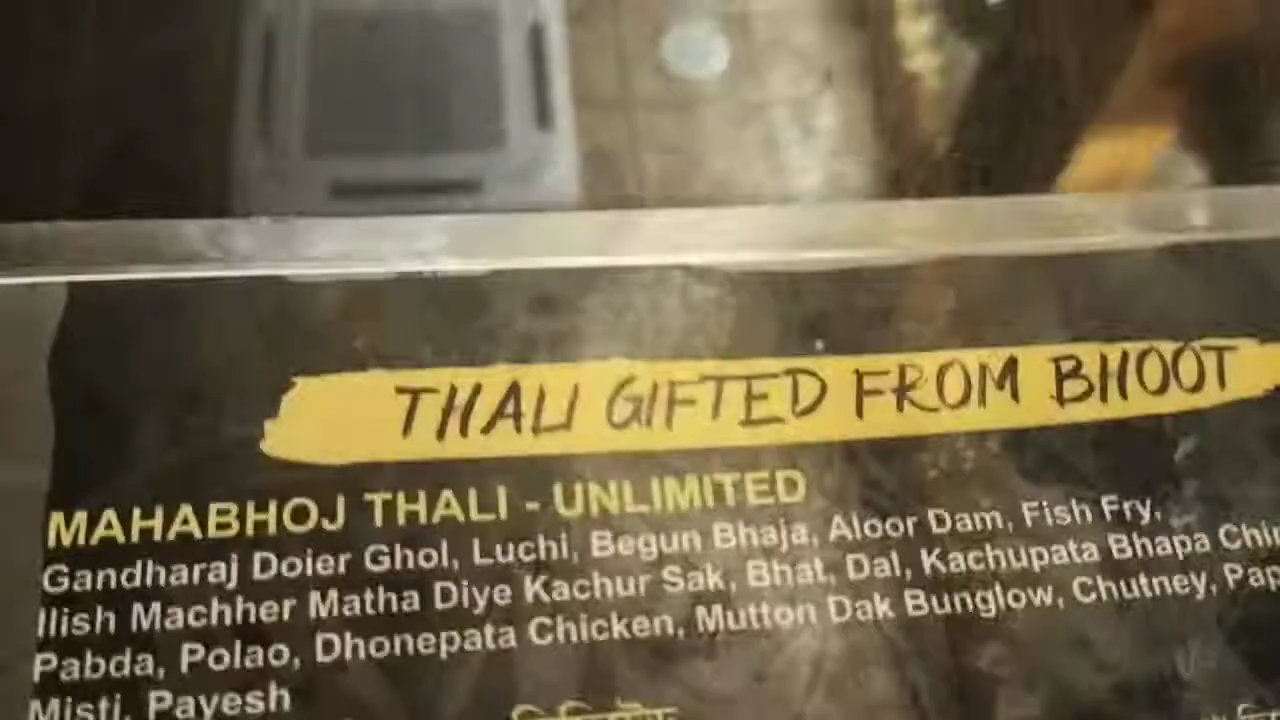 THALI GIFTED FROM BHOOT
MAHABHOJ THALI - UNLIMITED
Gandharaj Doier Ghol, Luchi, Begun Bhaja, Aloor Dam, Fish Fry,
Ilish Machher Matha Diye Kachur Sak, Bhat, Dal, Kachupata Bhapa
Pabda, Polao, Dhonepata Chicken, Mutton Dak Bunglow, Chutney,
Misti, Payesh